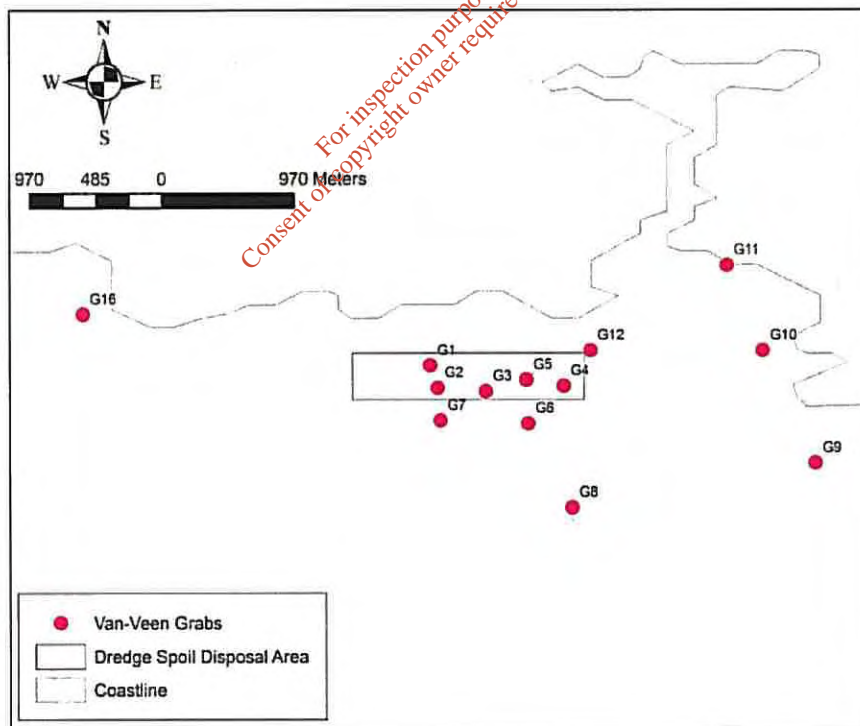 For inspection purpo
Consent of copyright owner require
N
W E
S
970 485 0 970 Meters
G11
G16
G12
G10
G1
G5
G2
G3
G4
G7
G6
G9
G8
Van-Veen Grabs
Dredge Spoil Disposal Area
Coastline